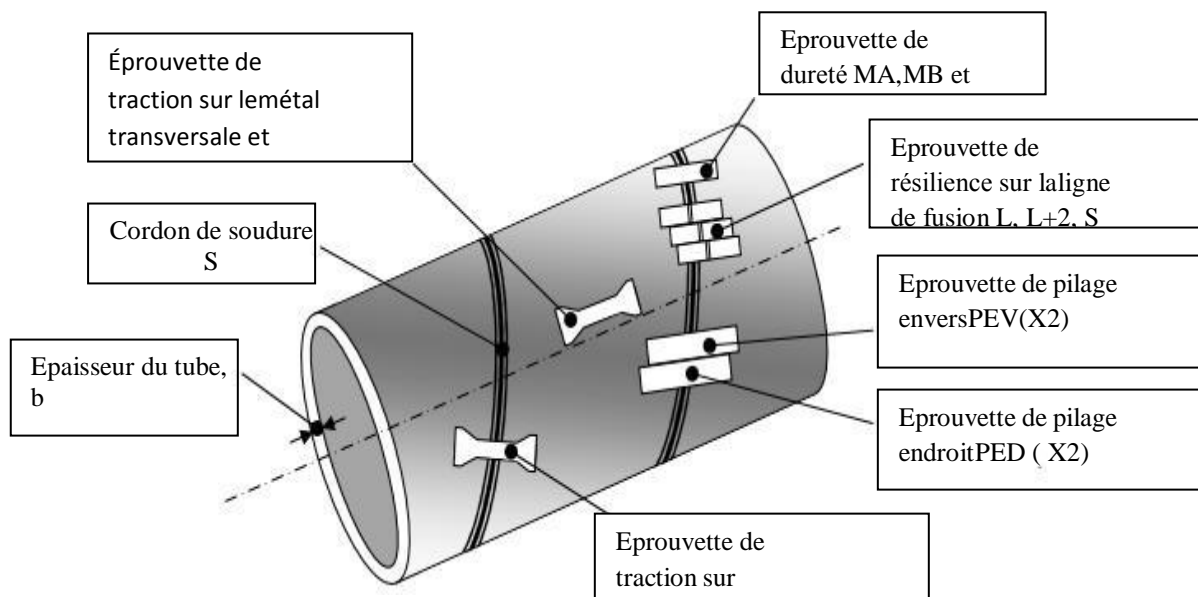 Éprouvette de
traction sur lemétal
transversale et
Eprouvette de
dureté MA,MB et
Eprouvette de
résilience sur laligne
de fusion L, L+2, S
Cordon de soudure
S
Eprouvette de pilage
enversPEV(X2)
Epaisseur du tube,
b
Eprouvette de pilage
endroitPED ( X2)
Eprouvette de
traction sur